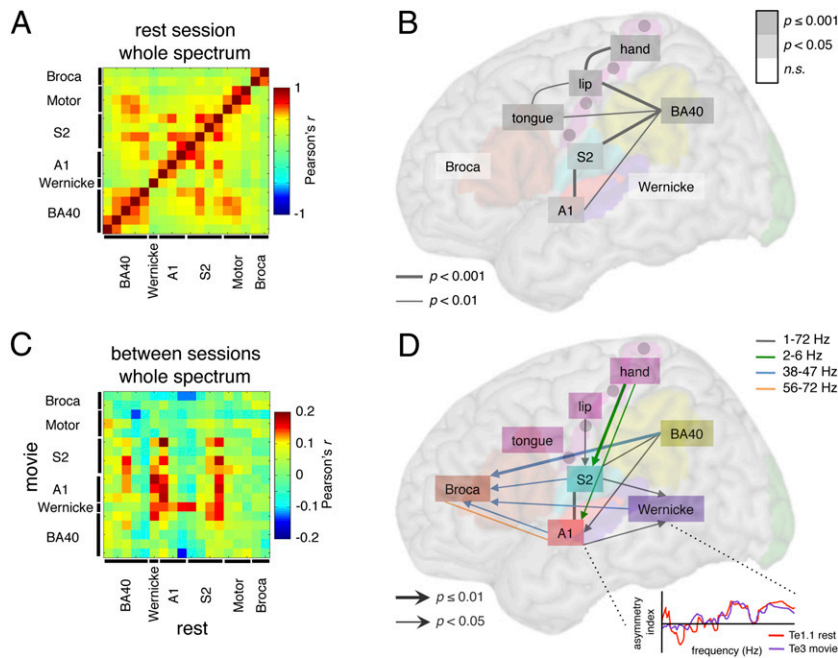 A
rest session
whole spectrum
Broca
Motor
S2
A1
Wernicke
BA40
1
-1
Pearson's r
BA40
Wernicke
A1
S2
Motor
Broca
B
p ≤ 0.001
p < 0.05
n.s.
hand
lip
tongue
BA40
S2
Broca
Wernicke
A1
p < 0.001
p < 0.01
C
between sessions
whole spectrum
movie
Broca
Motor
S2
A1
Wernicke
BA40
0.2
0.1
0
-0.1
-0.2
Pearson's r
BA40
Wernicke
A1
S2
Motor
Broca
rest
D
1-72 Hz
2-6 Hz
38-47 Hz
56-72 Hz
hand
lip
tongue
BA40
S2
Broca
Wernicke
A1
p ≤ 0.01
p < 0.05
asymmetry
index
frequency (Hz)
Te1.1 rest
Te3 movie